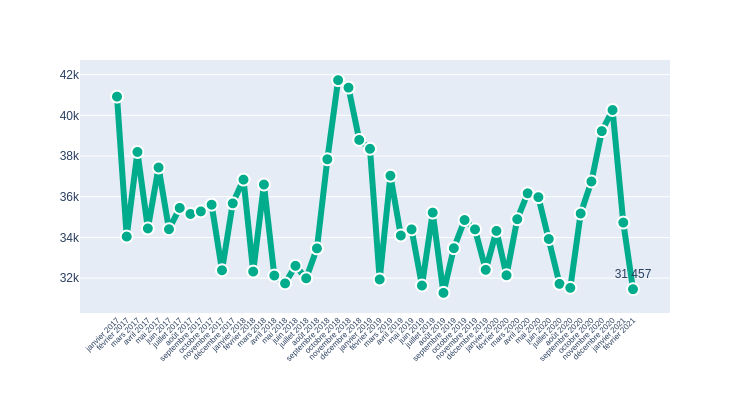 42k
40k
38k
36k
34k
32k
31,457
janvier 2017
février 2017
mars 2017
avril 2017
mai 2017
juin 2017
juillet 2017
août 2017
septembre 2017
octobre 2017
novembre 2017
décembre 2017
janvier 2018
février 2018
mars 2018
avril 2018
mai 2018
juin 2018
juillet 2018
août 2018
septembre 2018
octobre 2018
novembre 2018
décembre 2018
janvier 2019
février 2019
mars 2019
avril 2019
mai 2019
juin 2019
juillet 2019
août 2019
septembre 2019
octobre 2019
novembre 2019
décembre 2019
janvier 2020
février 2020
mars 2020
avril 2020
mai 2020
juin 2020
juillet 2020
août 2020
septembre 2020
octobre 2020
novembre 2020
décembre 2020
janvier 2021
février 2021